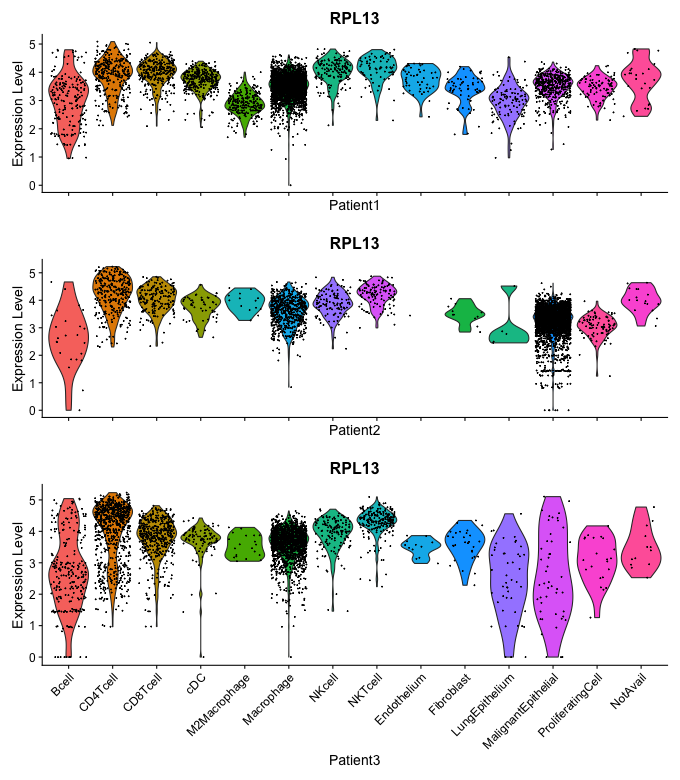 RPL13
Expression Level
5
4
3
2
1
0
Patient1
RPL13
Expression Level
5
4
3
2
1
0
Patient2
RPL13
Expression Level
5
4
3
2
1
0
Bcell
CD4Tcell
CD8Tcell
cDC
M2Macrophage
Macrophage
NKcell
NKTcell
Endothelium
Fibroblast
LungEpithelium
MalignantEpithelial
ProliferatingCell
NotAvail
Patient3